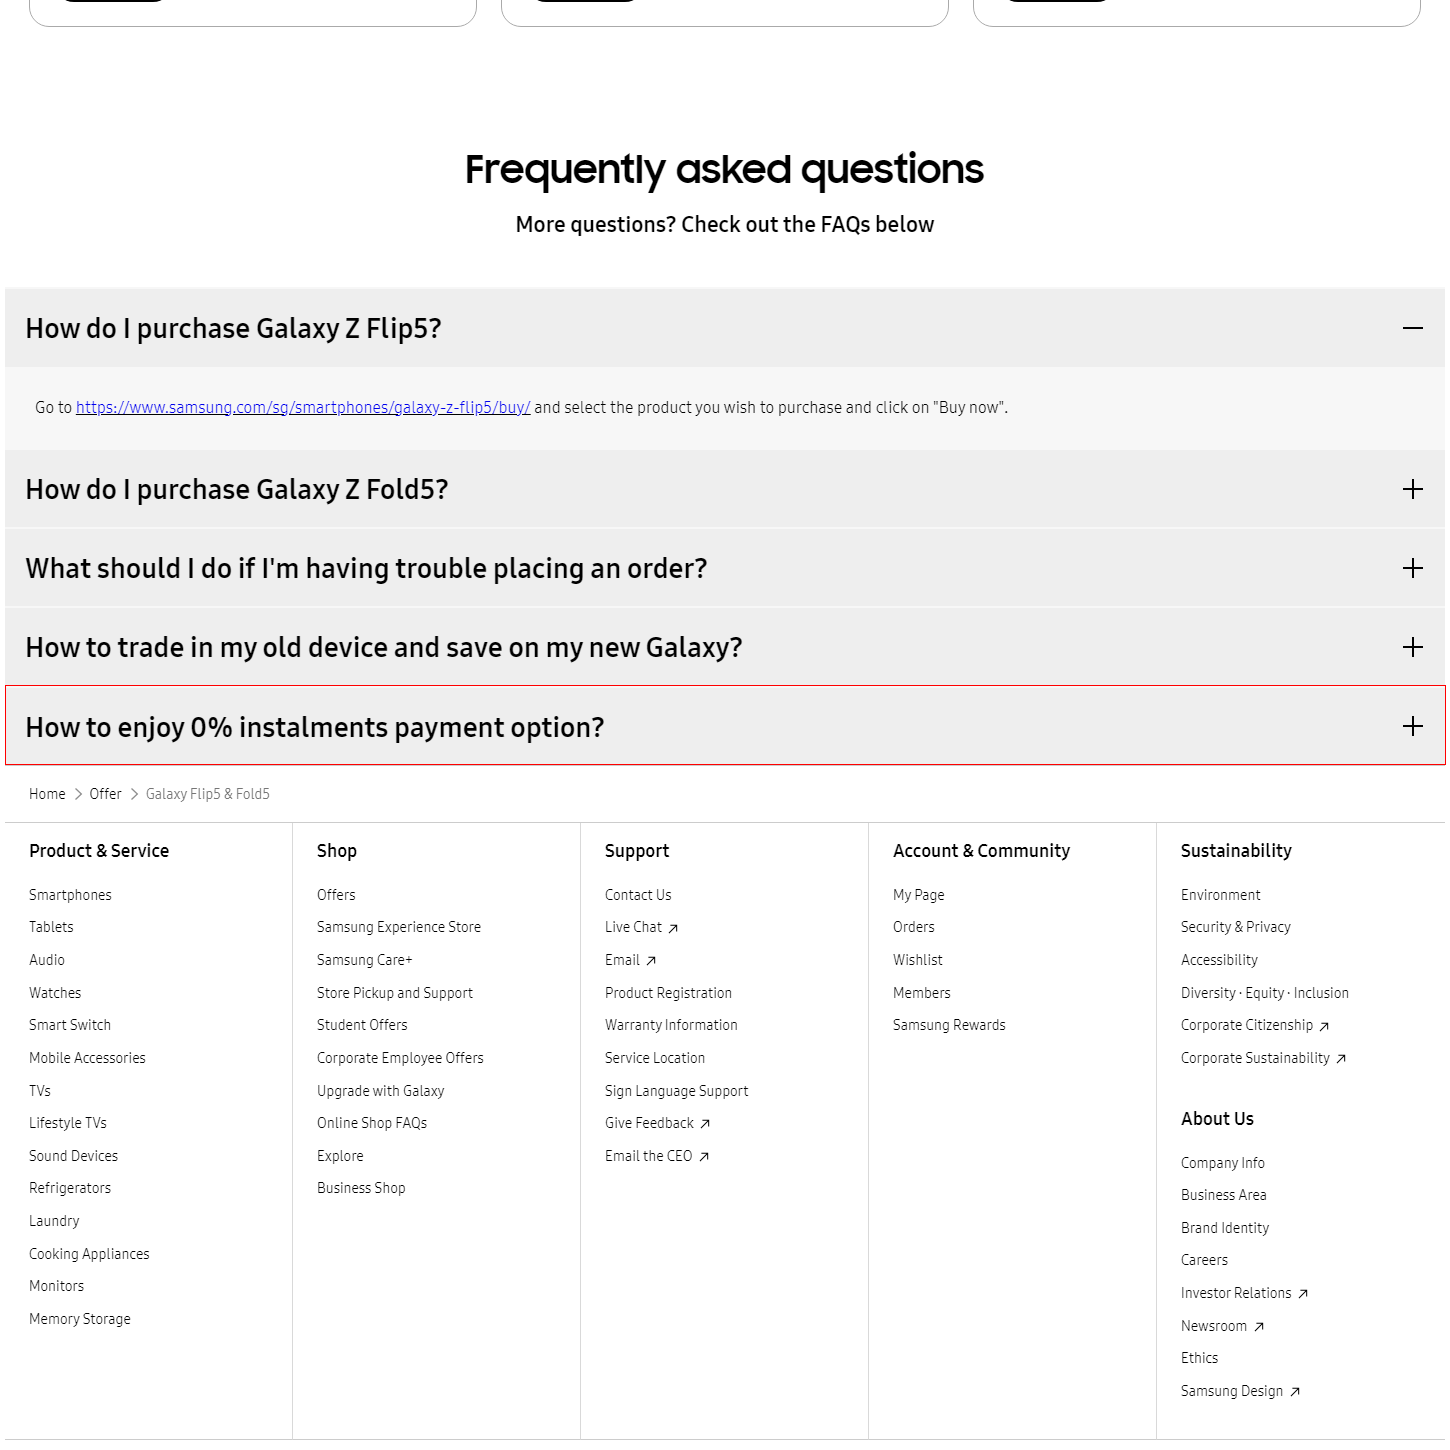 Frequently asked questions
More questions? Check out the FAQs below
How do I purchase Galaxy Z Flip5?
Go to https://www.samsung.com/sg/smartphones/galaxy-z-flip5/buy/ and select the product you wish to purchase and click on "Buy now".
How do I purchase Galaxy Z Fold5?
What should I do if I'm having trouble placing an order?
How to trade in my old device and save on my new Galaxy?
How to enjoy 0% instalments payment option?
Home > Offer > Galaxy Flip5 & Fold5
Product & Service
Smartphones
Tablets
Audio
Watches
Smart Switch
Mobile Accessories
TVs
Lifestyle TVs
Sound Devices
Refrigerators
Laundry
Cooking Appliances
Monitors
Memory Storage
Shop
Offers
Samsung Experience Store
Samsung Care+
Store Pickup and Support
Student Offers
Corporate Employee Offers
Upgrade with Galaxy
Online Shop FAQs
Explore
Business Shop
Support
Contact Us
Live Chat
Email
Product Registration
Warranty Information
Service Location
Sign Language Support
Give Feedback
Email the CEO
Account & Community
My Page
Orders
Wishlist
Members
Samsung Rewards
Sustainability
Environment
Security & Privacy
Accessibility
Diversity · Equity · Inclusion
Corporate Citizenship
Corporate Sustainability
About Us
Company Info
Business Area
Brand Identity
Careers
Investor Relations
Newsroom
Ethics
Samsung Design